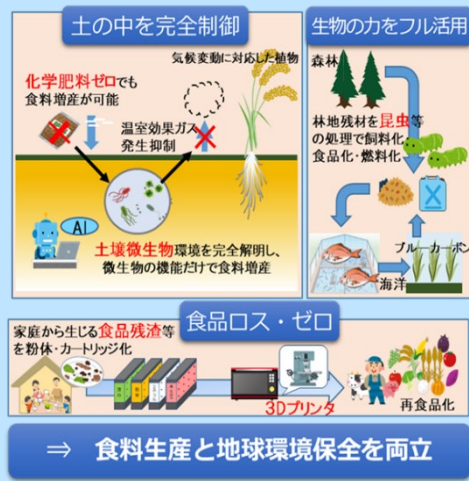 土の中を完全制御
化学肥料ゼロでも
食料増産が可能
気候変動に対応した植物
温室効果ガス
発生抑制
AI
土壌微生物環境を完全解明し、
微生物の機能だけで食料増産
生物の力をフル活用
森林
林地残材を昆虫等
の処理で飼料化
食品化・燃料化
ブルーカーボン
海洋
食品ロス・ゼロ
家庭から生じる食品残渣等
を粉体・カートリッジ化
3Dプリンタ
再食品化
⇒ 食料生産と地球環境保全を両立